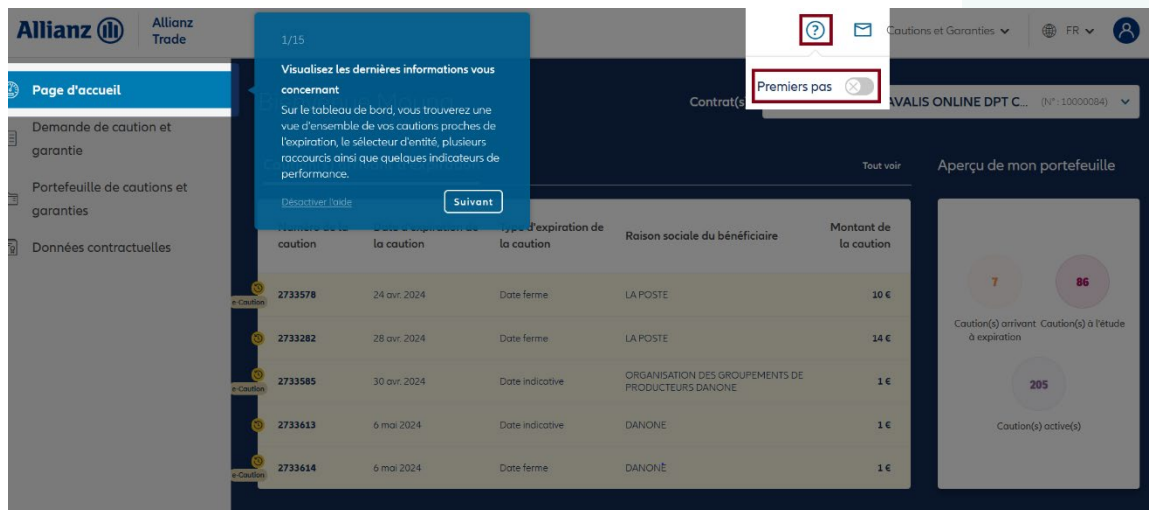 Allianz
Allianz
Trade
Cautions et Garanties
FR
Premiers pas
Page d'accueil
Demande de caution et
garantie
Portefeuille de cautions et
garanties
Données contractuelles
1/15
Visualisez les dernières informations vous
concernant
Sur le tableau de bord, vous trouverez une
vue d'ensemble de vos cautions proches de
l'expiration, le sélecteur d'entité, plusieurs
raccourcis ainsi que quelques indicateurs de
performance.
Désactiver l'aide
Suivant
Contrat(s
AVALIS ONLINE DPT C... (N°: 10000084)
Tout voir
Aperçu de mon portefeuille
caution
la caution
Type d'expiration de
la caution
Raison sociale du bénéficiaire
Montant de
la caution
e-Caution
2733578 24 avr. 2024 Date ferme LA POSTE 10 €
2733282 28 avr. 2024 Date ferme LA POSTE 14 €
e-Caution
2733585 30 avr. 2024 Date indicative ORGANISATION DES GROUPEMENTS DE
PRODUCTEURS DANONE 1 €
2733613 6 mai 2024 Date indicative DANONE 1 €
e-Caution
2733614 6 mai 2024 Date ferme DANONÈ 1 €
7
Caution(s) arrivant
à expiration
86
Caution(s) à l'étude
205
Caution(s) active(s)